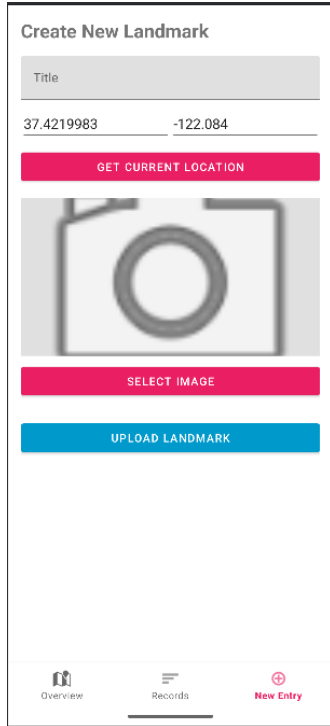 Create New Landmark
Title
37.4219983 -122.084
GET CURRENT LOCATION
SELECT IMAGE
UPLOAD LANDMARK
Overview Records New Entry